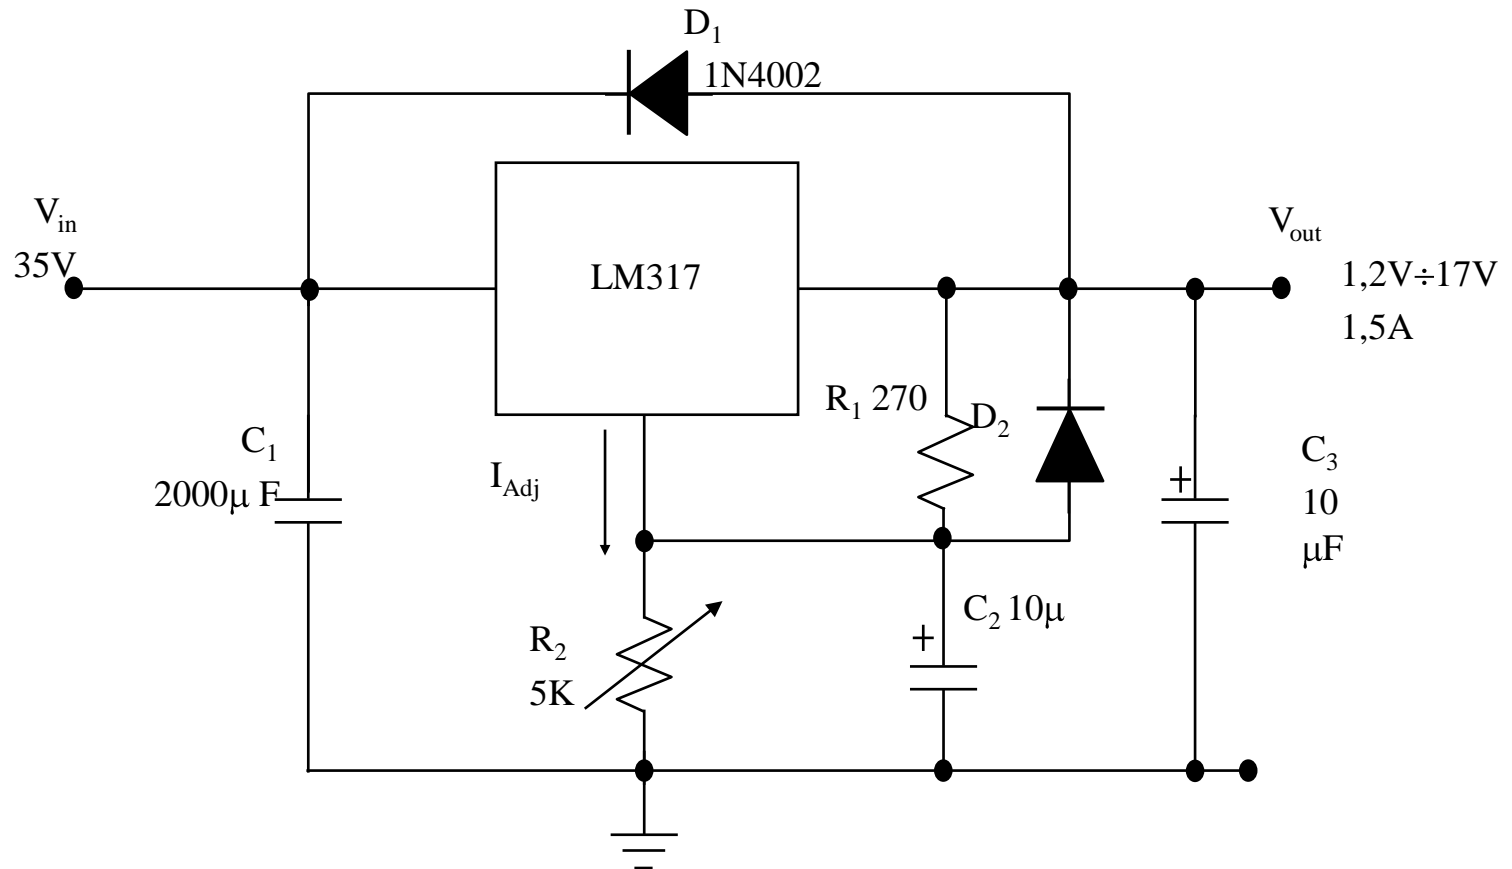 D1
1N4002
Vin
35V
LM317
Vout
1,2V÷17V
1,5A
R1 270
D2
C1
2000µ F
IAdj
C3
10
µF
+
C2 10µ
+
R2
5K